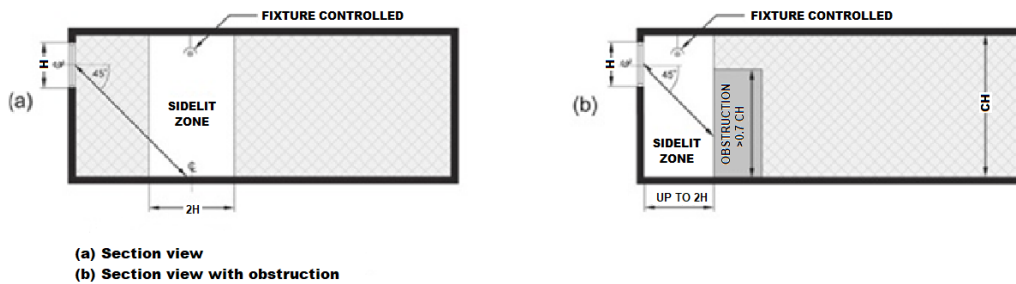 FIXTURE CONTROLLED
H
℄
45°
(a)
SIDELIT
ZONE
℄
2H
FIXTURE CONTROLLED
H
℄
45°
(b)
OBSTRUCTION
>0.7 CH
CH
SIDELIT
ZONE
UP TO 2H
(a) Section view
(b) Section view with obstruction